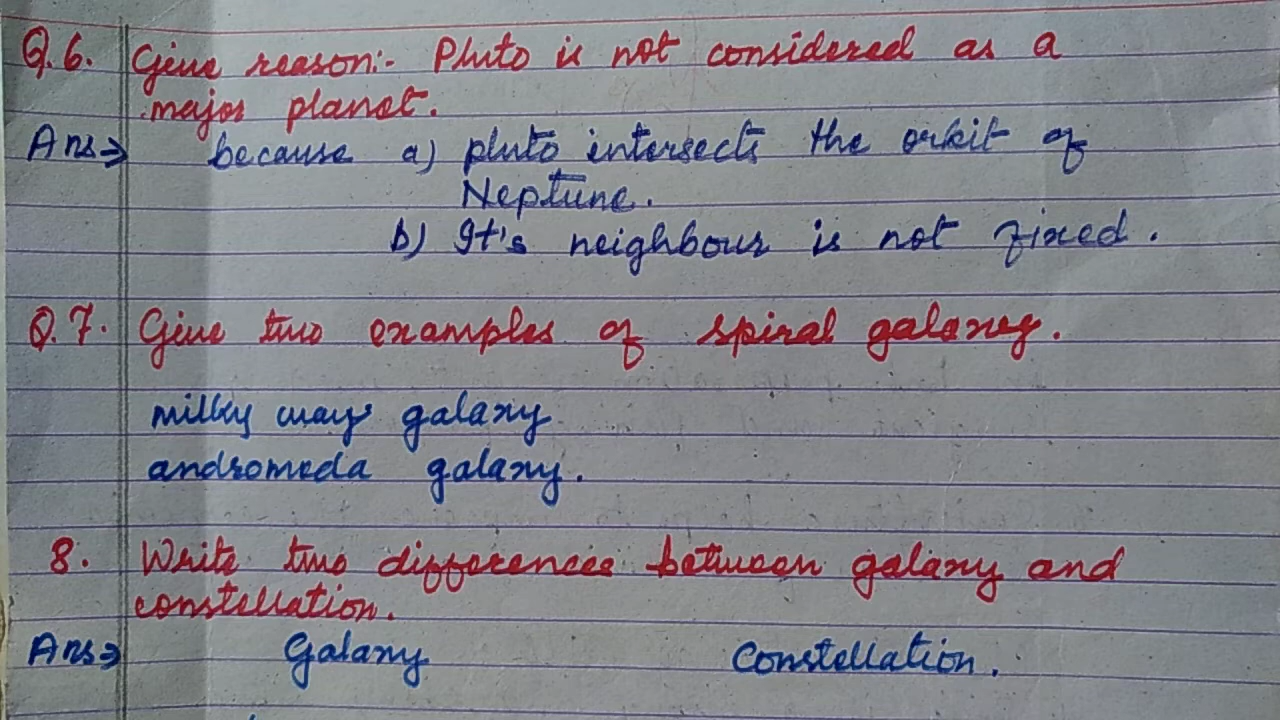 Q.6. Give reason:- Pluto is not considered as a
major planet.
Ans⇒ because a) pluto intersects the orbit of
Neptune.
b) It's neighbour is not fixed.
Q.7. Give two examples of spiral galaxy.
milky way galaxy
andromeda galaxy.
8. Write two differences between galaxy and
constellation.
Ans⇒ Galaxy Constellation.